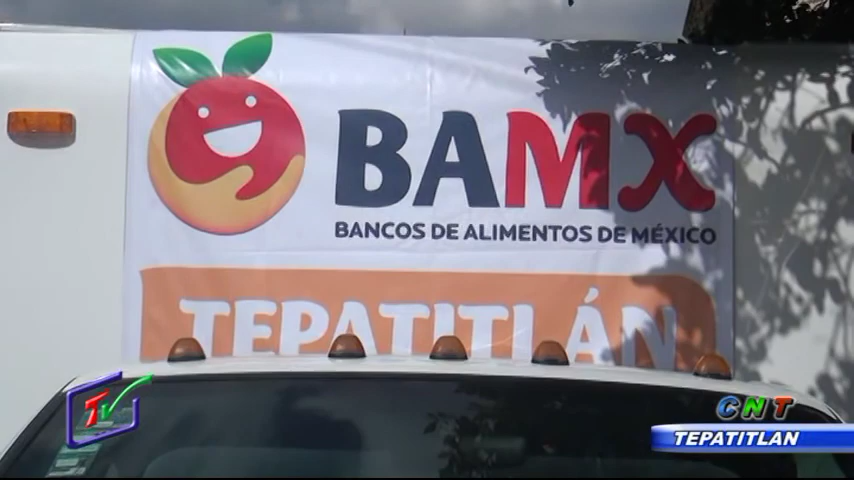 BAMX
BANCOS DE ALIMENTOS DE MÉXICO
TEPATITLÁN
TV
CNT
TEPATITLAN